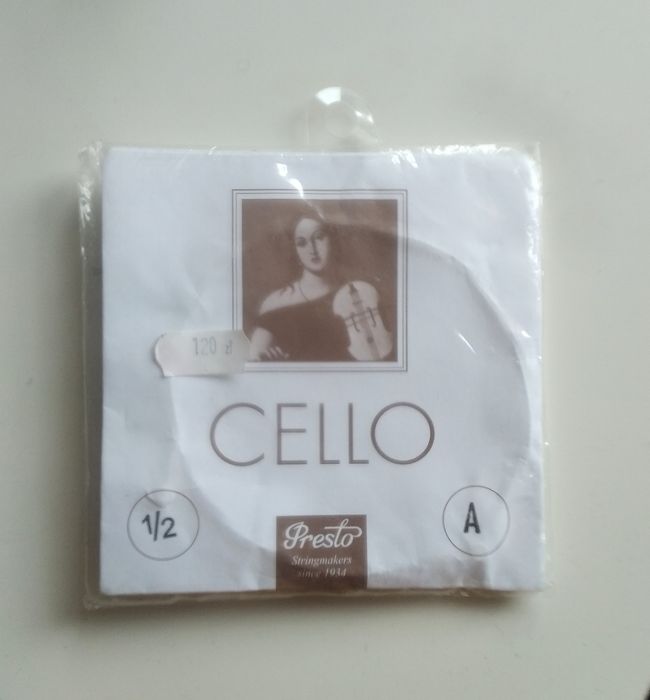 120 zł
CELLO
1/2
A
Presto
Stringmakers
since 1934